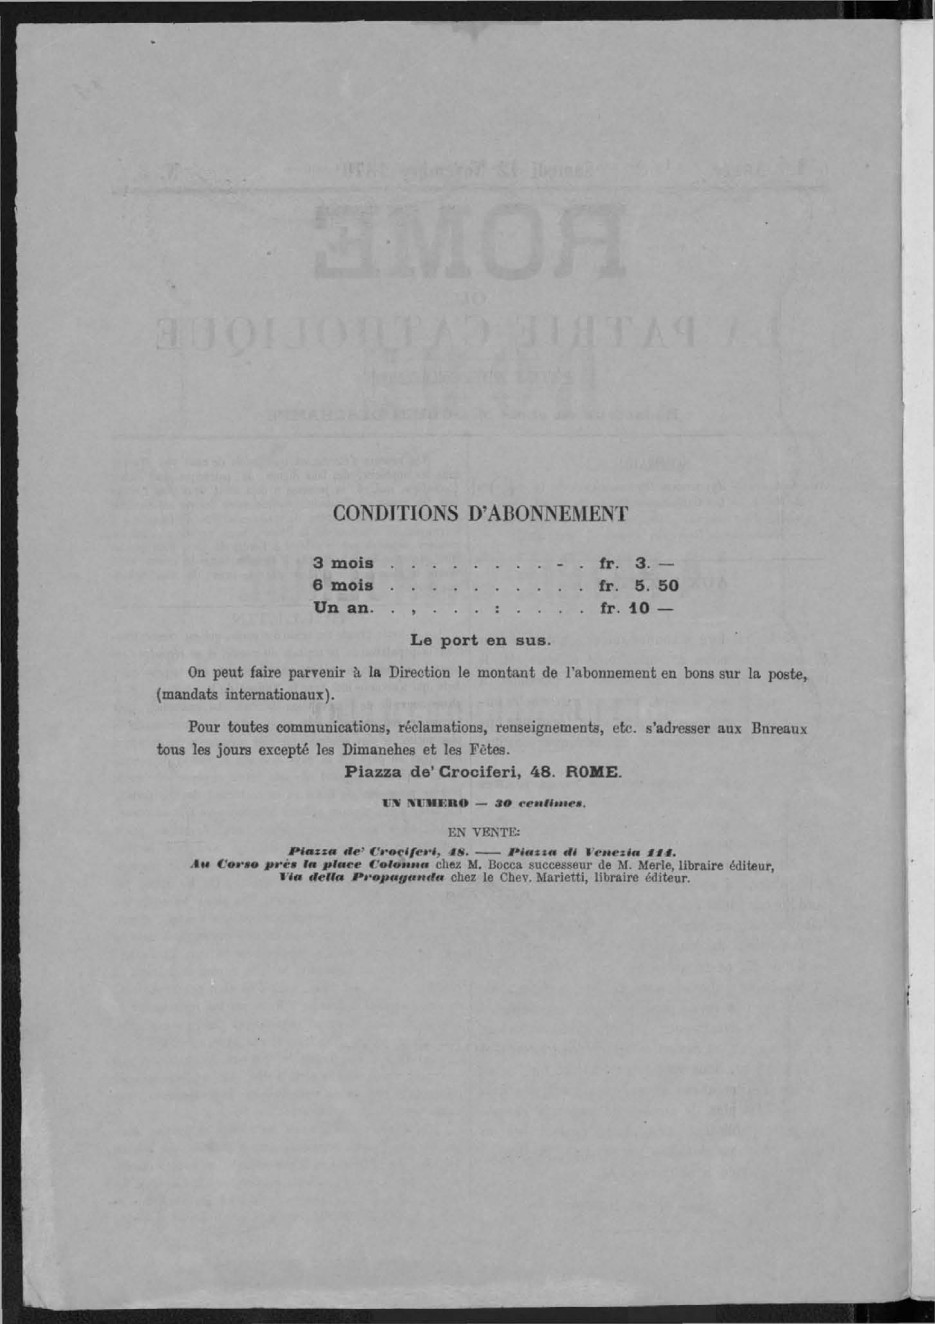 CONDITIONS D'ABONNEMENT
3 mois . . . . . . . . - . fr. 3. —
6 mois . . . . . . . . . . fr. 5. 50
Un an. . , . . . : . . . . fr. 10 —
Le port en sus.
On peut faire parvenir à la Direction le montant de l'abonnement en bons sur la poste,
(mandats internationaux).
Pour toutes communications, réclamations, renseignements, etc. s'adresser aux Bureaux
tous les jours excepté les Dimanehes et les Fêtes.
Piazza de' Crociferi, 48. ROME.
UN NUMERO — 30 centimes.
EN VENTE:
Piazza de' Crociferi, 48. — Piazza di Venezia 114.
Au Corso près la place Colonna chez M. Bocca successeur de M. Merle, libraire éditeur,
Via della Propaganda chez le Chev. Marietti, libraire éditeur.